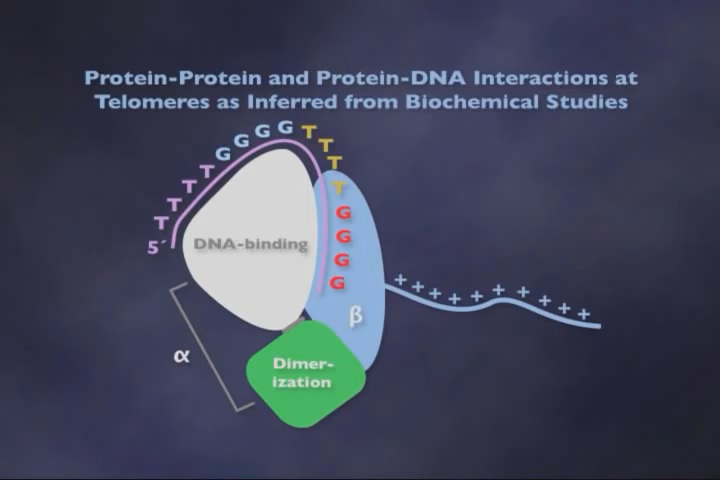 Protein-Protein and Protein-DNA Interactions at
Telomeres as Inferred from Biochemical Studies
5´ T T T T G G G G T T T T G G G G
DNA-binding
+ + + + + + + + + +
β
α
Dimer-
ization